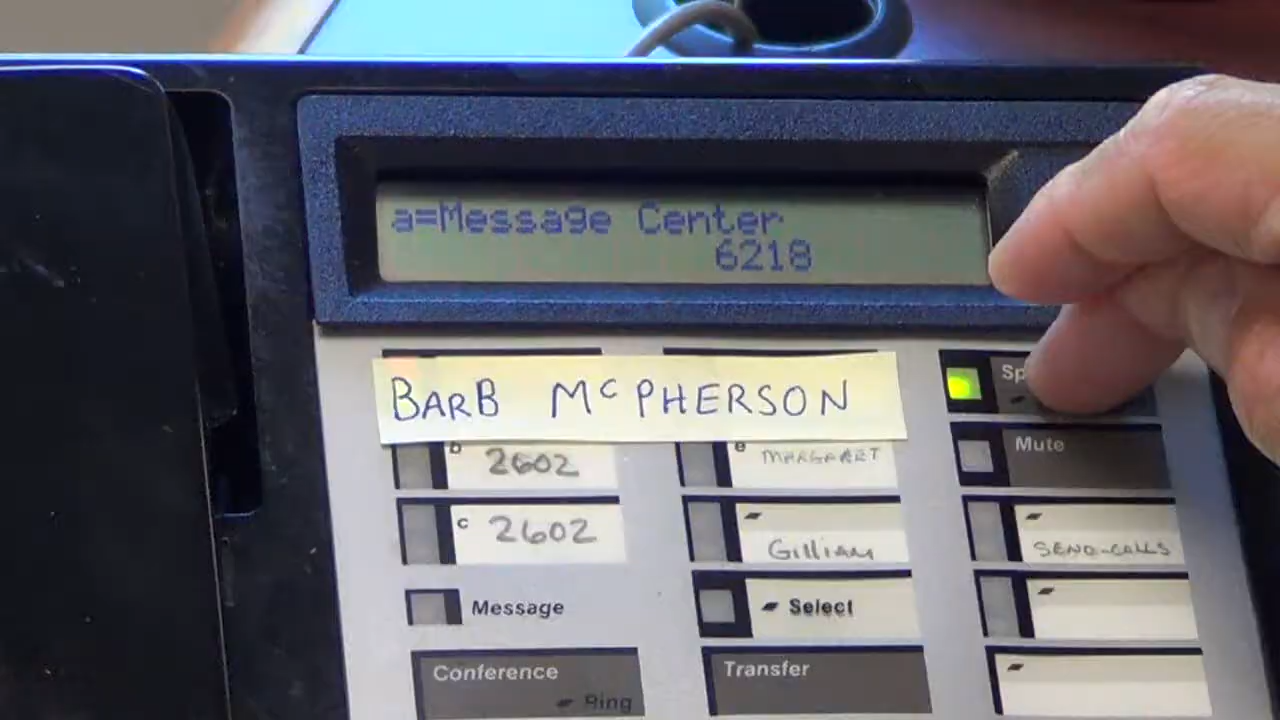 a=Message Center
6218
BARB McPHERSON
b 2602
e MARGARET
Mute
c 2602
GILLIAN
SEND-CALLS
Message
Select
Conference
Ring
Transfer